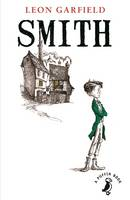 LEON GARFIELD
SMITH
A PUFFIN BOOK